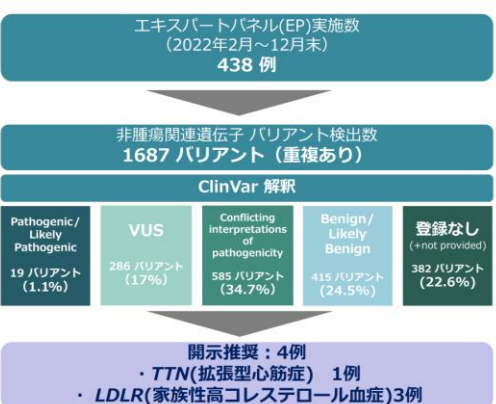 エキスパートパネル(EP)実施数
（2022年2月～12月末）
438 例
非腫瘍関連遺伝子 バリアント検出数
1687 バリアント（重複あり）
ClinVar 解釈
Pathogenic/
Likely
Pathogenic
19 バリアント
（1.1%）
VUS
286 バリアント
（17%）
Conflicting
interpretations
of
pathogenicity
585 バリアント
（34.7%）
Benign/
Likely
Benign
415 バリアント
(24.5%)
登録なし
(+not provided)
382 バリアント
（22.6%）
開示推奨：4例
・TTN(拡張型心筋症)　1例
・ LDLR(家族性高コレステロール血症)3例